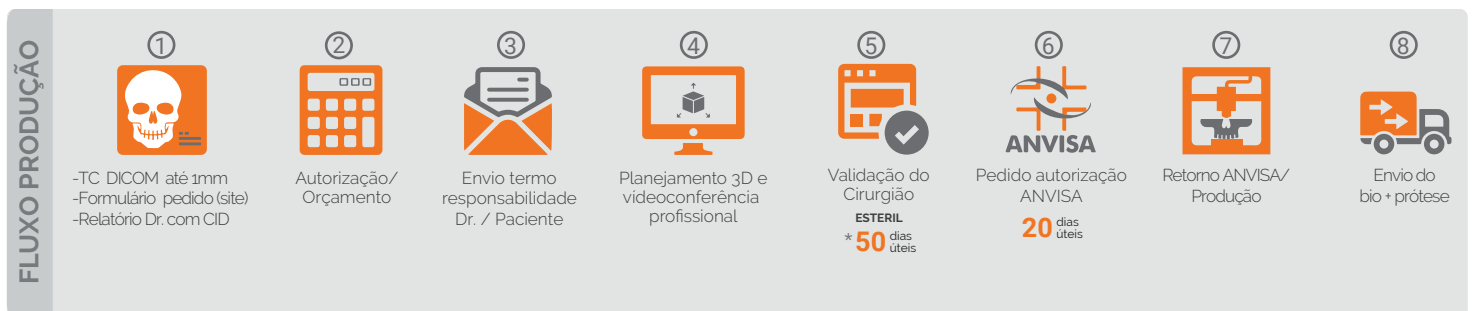 FLUXO PRODUÇÃO
1
-TC DICOM até 1mm
-Formulário pedido (site)
-Relatório Dr. com CID
2
Autorização/
Orçamento
3
Envio termo
responsabilidade
Dr. / Paciente
4
Planejamento 3D e
videoconferência
profissional
5
Validação do
Cirurgião
ESTERIL
* 50 dias
úteis
6
ANVISA
Pedido autorização
ANVISA
20 dias
úteis
7
Retorno ANVISA/
Produção
8
Envio do
bio + prótese